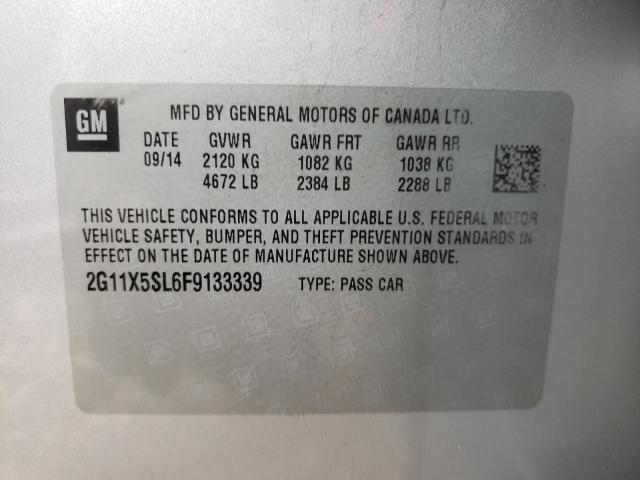 GM
MFD BY GENERAL MOTORS OF CANADA LTD.
DATE GVWR GAWR FRT GAWR RR
09/14 2120 KG 1082 KG 1038 KG
4672 LB 2384 LB 2288 LB
THIS VEHICLE CONFORMS TO ALL APPLICABLE U.S. FEDERAL MOTOR
VEHICLE SAFETY, BUMPER, AND THEFT PREVENTION STANDARDS IN
EFFECT ON THE DATE OF MANUFACTURE SHOWN ABOVE.
2G11X5SL6F9133339 TYPE: PASS CAR